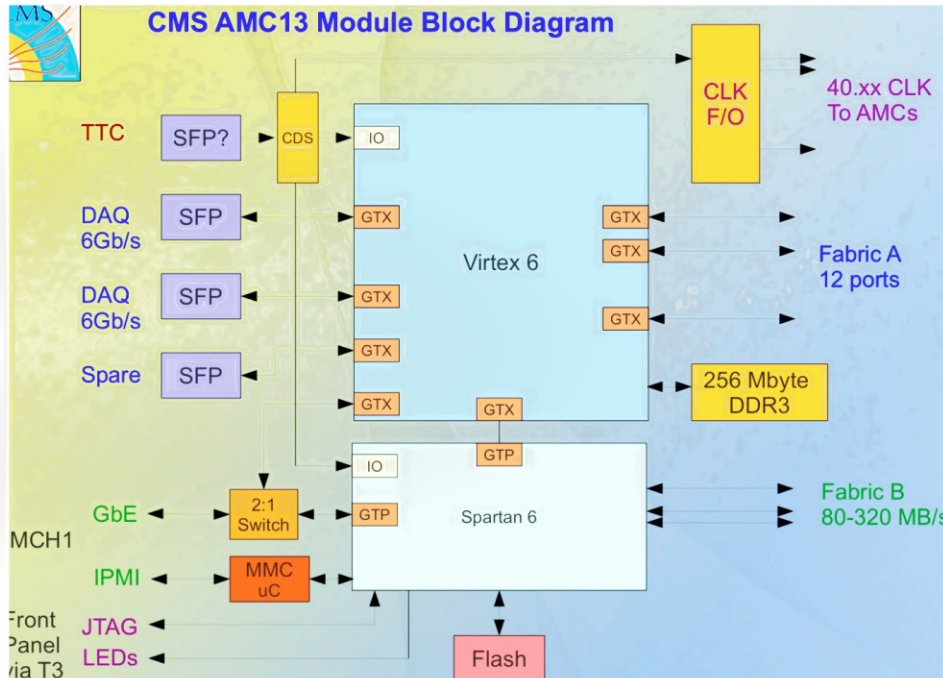 CMS
CMS AMC13 Module Block Diagram
TTC
SFP?
CDS
IO
CLK
F/O
40.xx CLK
To AMCs
DAQ
6Gb/s
SFP
GTX
GTX
GTX
Virtex 6
Fabric A
12 ports
DAQ
6Gb/s
SFP
GTX
GTX
Spare
SFP
GTX
GTX
256 Mbyte
DDR3
GTX
GTP
IO
GbE
2:1
Switch
GTP
Spartan 6
Fabric B
80-320 MB/s
MCH1
IPMI
MMC
uC
Front
Panel
via T3
JTAG
LEDs
Flash